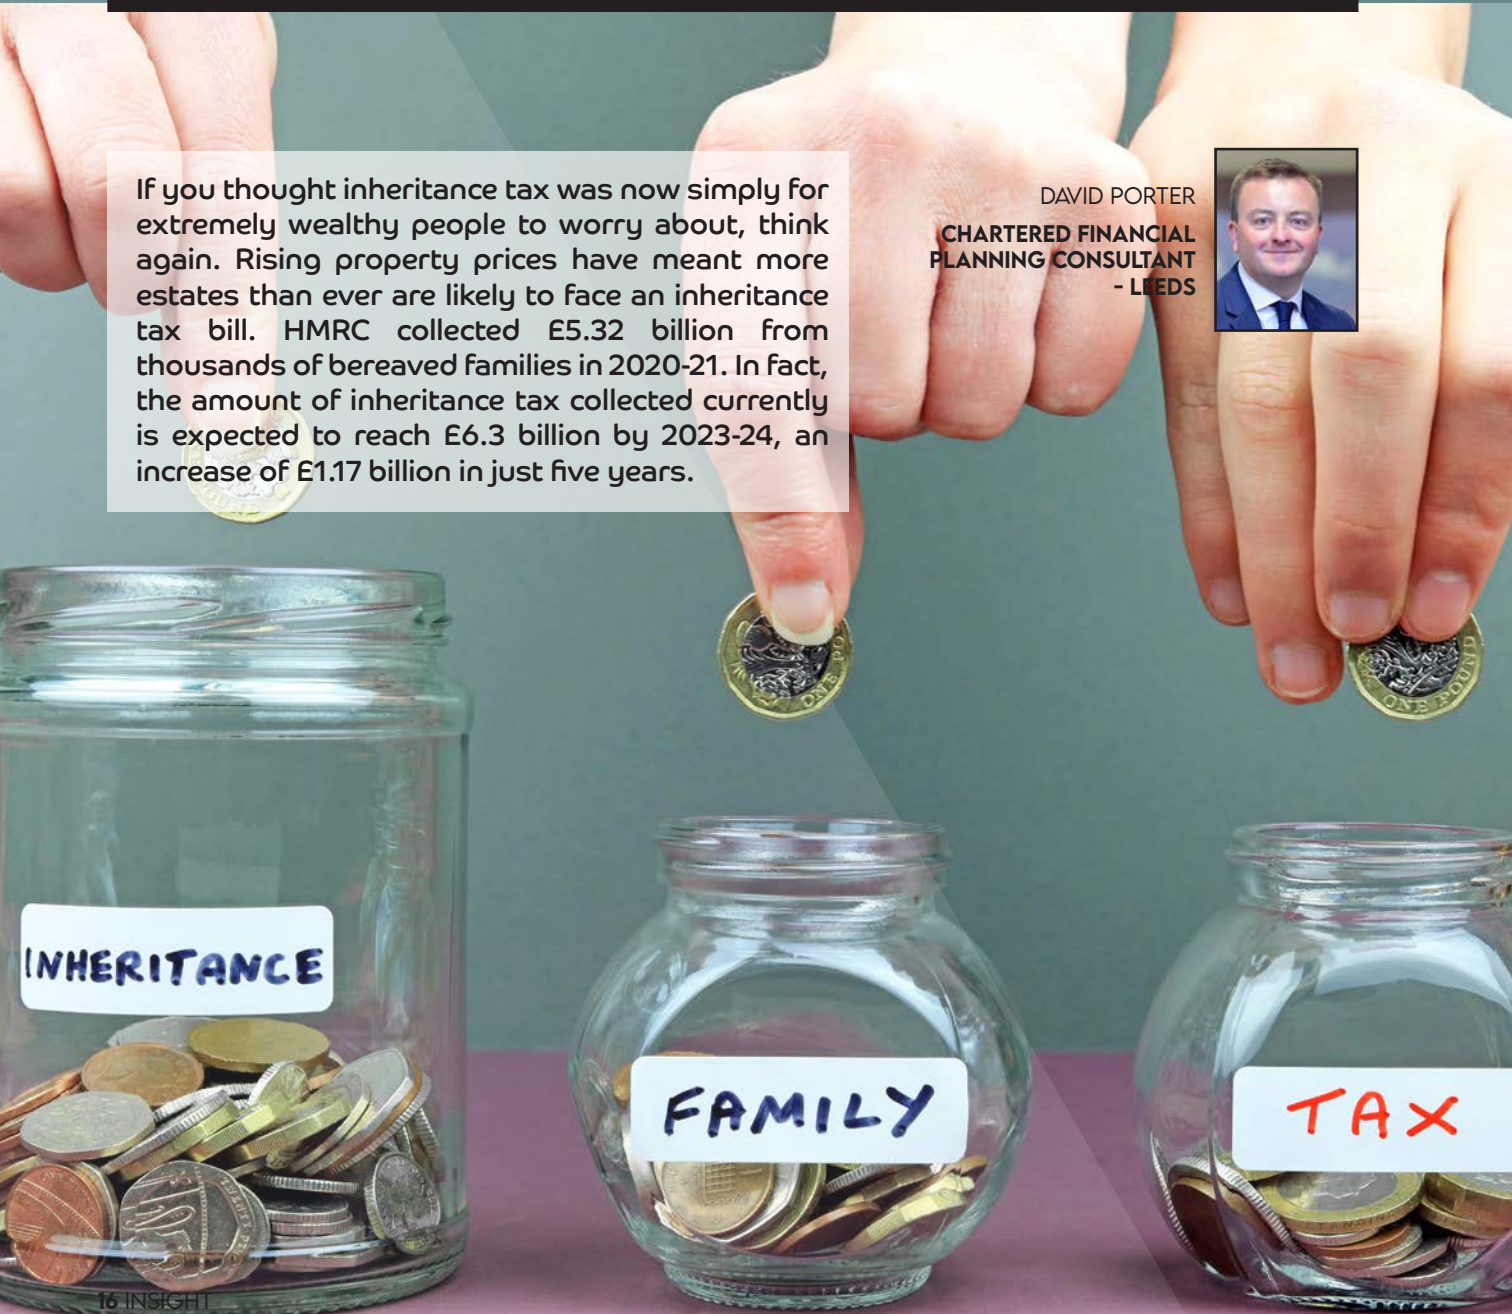 If you thought inheritance tax was now simply for
extremely wealthy people to worry about, think
again. Rising property prices have meant more
estates than ever are likely to face an inheritance
tax bill. HMRC collected £5.32 billion from
thousands of bereaved families in 2020-21. In fact,
the amount of inheritance tax collected currently
is expected to reach £6.3 billion by 2023-24, an
increase of £1.17 billion in just five years.
DAVID PORTER
CHARTERED FINANCIAL
PLANNING CONSULTANT
- LEEDS
ONE PO
ONE POUND
INHERITANCE
FAMILY
TAX
16 INSIGHT